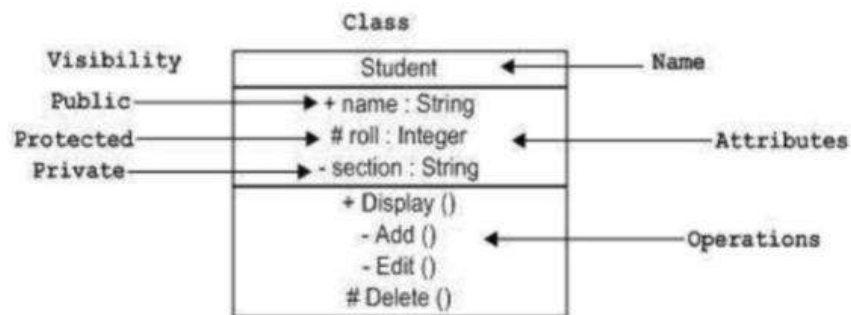 Class
Visibility
Student
Name
Public
+ name : String
Protected
# roll : Integer
Attributes
Private
- section : String
+ Display ()
- Add ()
Operations
- Edit ()
# Delete ()